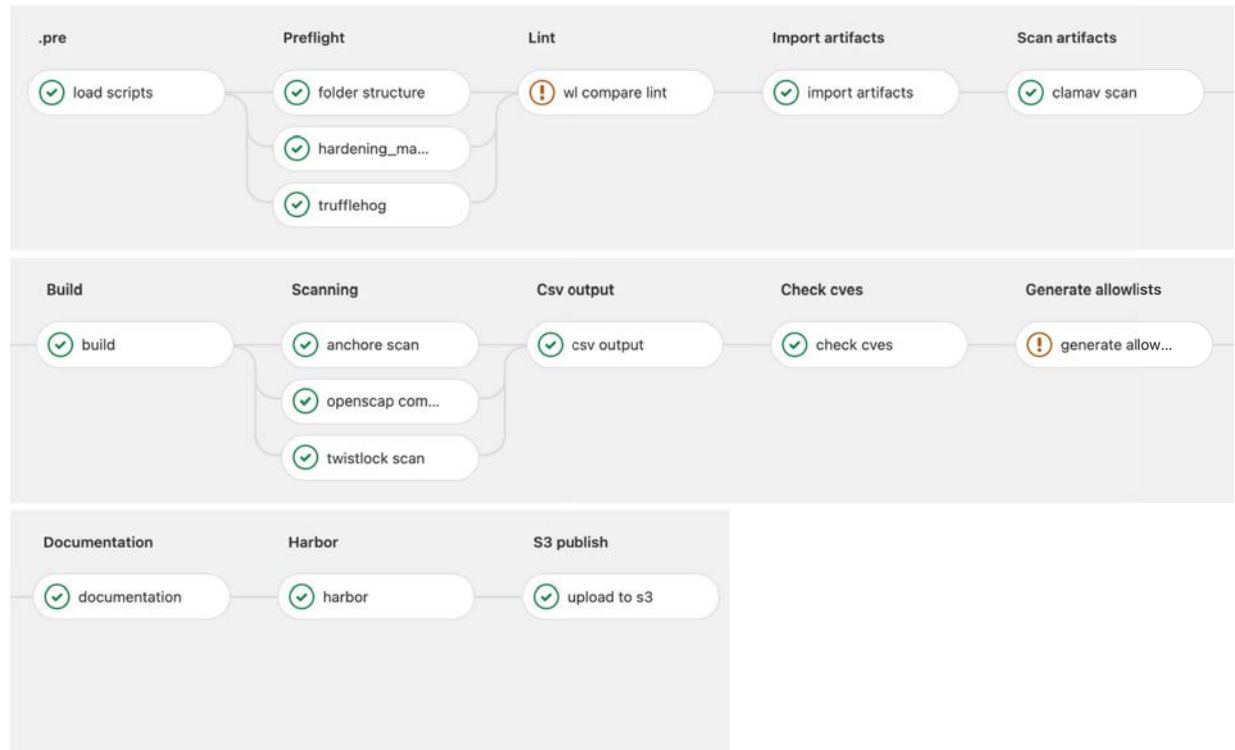 .pre
Preflight
Lint
Import artifacts
Scan artifacts
load scripts
folder structure
wl compare lint
import artifacts
clamav scan
hardening_ma...
trufflehog
Build
Scanning
Csv output
Check cves
Generate allowlists
build
anchore scan
csv output
check cves
generate allow...
openscap com...
twistlock scan
Documentation
Harbor
S3 publish
documentation
harbor
upload to s3